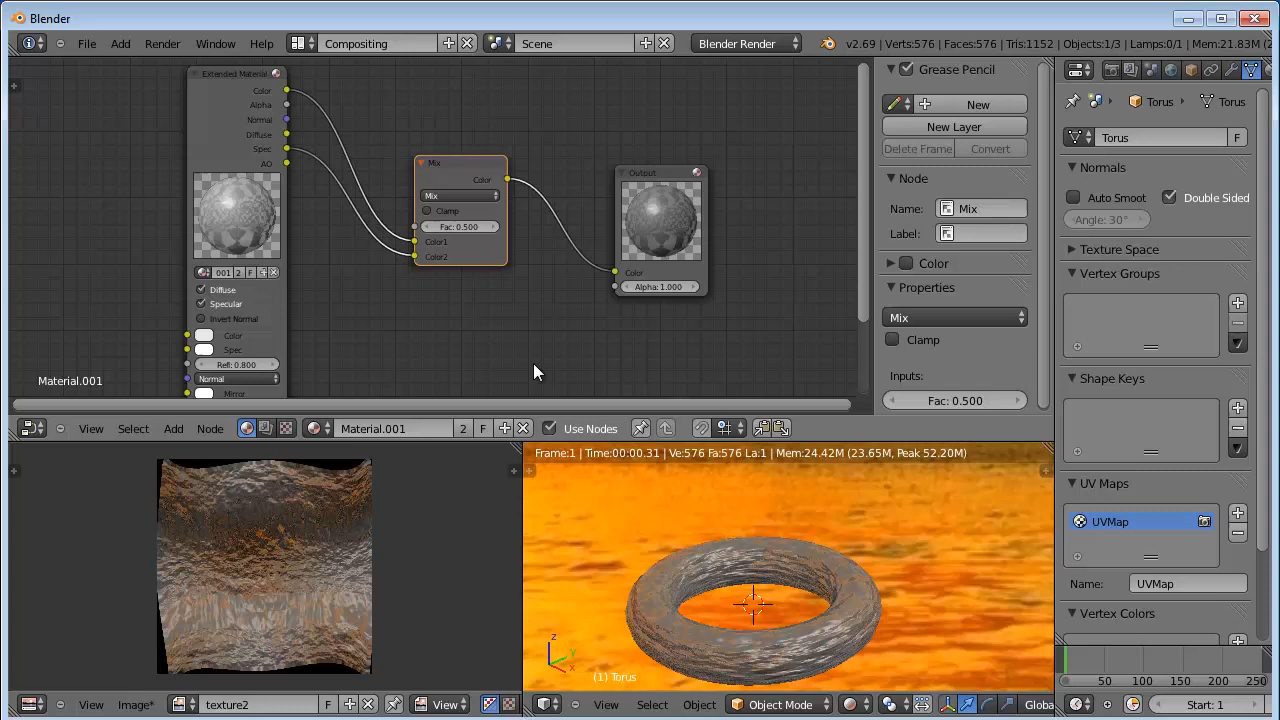 Blender
File Add Render Window Help Compositing Scene Blender Render v2.69 | Verts:576 | Faces:576 | Tris:1152 | Objects:1/3 | Lamps:0/1 | Mem:21.83M
Extended Material
Color
Alpha
Normal
Diffuse
Spec
AO
001 2 F
Diffuse
Specular
Invert Normal
Color
Spec
Refl: 0.800
Normal
Mirror
Mix
Color
Mix
Clamp
Fac: 0.500
Color1
Color2
Output
Color
Alpha: 1.000
Material.001
Grease Pencil
New
New Layer
Delete Frame Convert
Node
Name: Mix
Label:
Color
Properties
Mix
Clamp
Inputs:
Fac: 0.500
Torus Torus
Torus F
Normals
Auto Smoot Double Sided
Angle: 30°
Texture Space
Vertex Groups
Shape Keys
UV Maps
UVMap
Name: UVMap
Vertex Colors
View Select Add Node Material.001 2 F Use Nodes
Frame:1 | Time:00:00.31 | Ve:576 Fa:576 La:1 | Mem:24.42M (23.65M, Peak 52.20M)
z
y
x
(1) Torus
0 50 100 150 200 250
View Image* texture2 F View
View Select Object Object Mode Globa
Start: 1